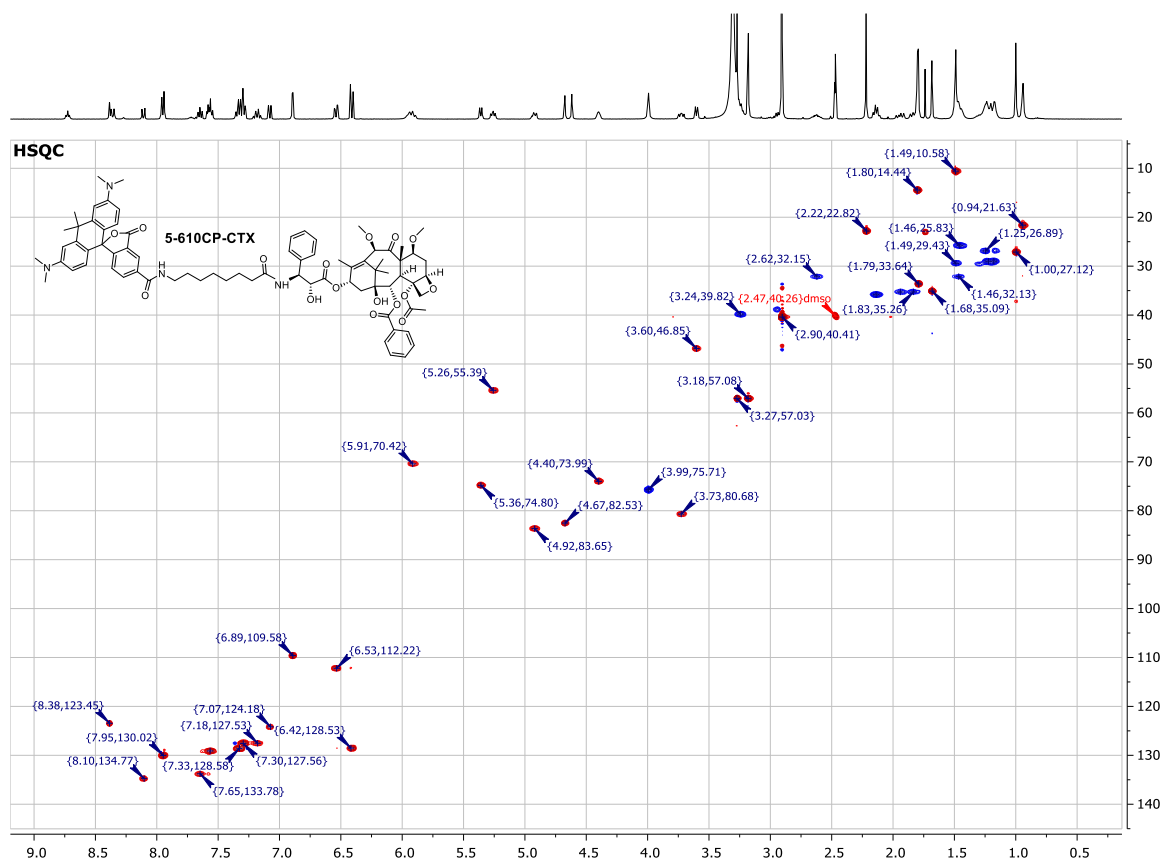 HSQC
5-610CP-CTX
{1.49,10.58}
{1.80,14.44}
{0.94,21.63}
{2.22,22.82}
{1.46,25.83}
{1.25,26.89}
{1.49,29.43}
{1.00,27.12}
{2.62,32.15}
{1.79,33.64}
{1.46,32.13}
{1.83,35.26}
{1.68,35.09}
{3.24,39.82}
{2.47,40.26}dmso
{2.90,40.41}
{3.60,46.85}
{5.26,55.39}
{3.18,57.08}
{3.27,57.03}
{5.91,70.42}
{4.40,73.99}
{3.99,75.71}
{5.36,74.80}
{4.67,82.53}
{3.73,80.68}
{4.92,83.65}
{6.89,109.58}
{6.53,112.22}
{8.38,123.45}
{7.07,124.18}
{7.18,127.53}
{6.42,128.53}
{7.95,130.02}
{7.33,128.58}
{7.30,127.56}
{8.10,134.77}
{7.65,133.78}
N
N
O
O
N
H
O
O
NH
OH
O
O
O
O
O
H
H
O
HO
O
O
O
O
10
20
30
40
50
60
70
80
90
100
110
120
130
140
9.0 8.5 8.0 7.5 7.0 6.5 6.0 5.5 5.0 4.5 4.0 3.5 3.0 2.5 2.0 1.5 1.0 0.5